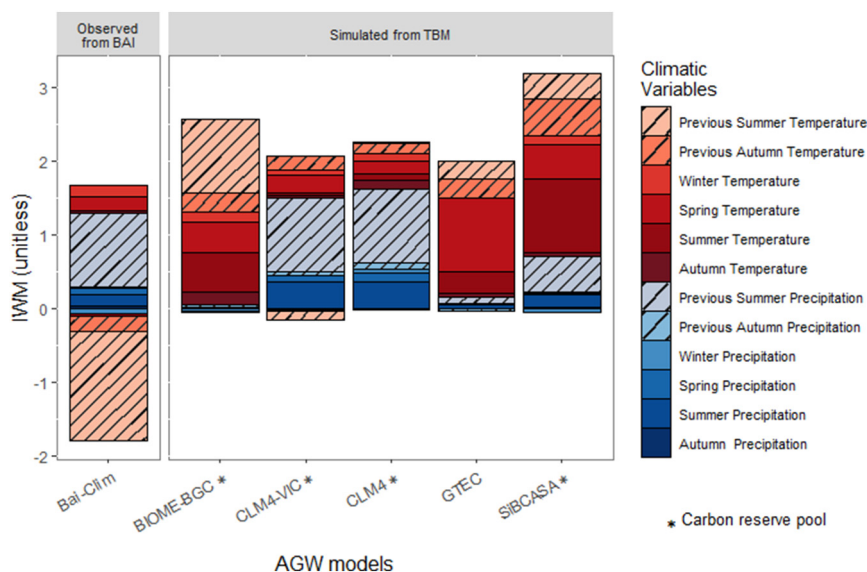 Observed
from BAI
Simulated from TBM
IWM (unitless)
3
2
1
0
-1
-2
Bai-Clim
BIOME-BGC *
CLM4-VIC *
CLM4 *
GTEC
SIBCASA *
AGW models
Climatic
Variables
Previous Summer Temperature
Previous Autumn Temperature
Winter Temperature
Spring Temperature
Summer Temperature
Autumn Temperature
Previous Summer Precipitation
Previous Autumn Precipitation
Winter Precipitation
Spring Precipitation
Summer Precipitation
Autumn Precipitation
* Carbon reserve pool